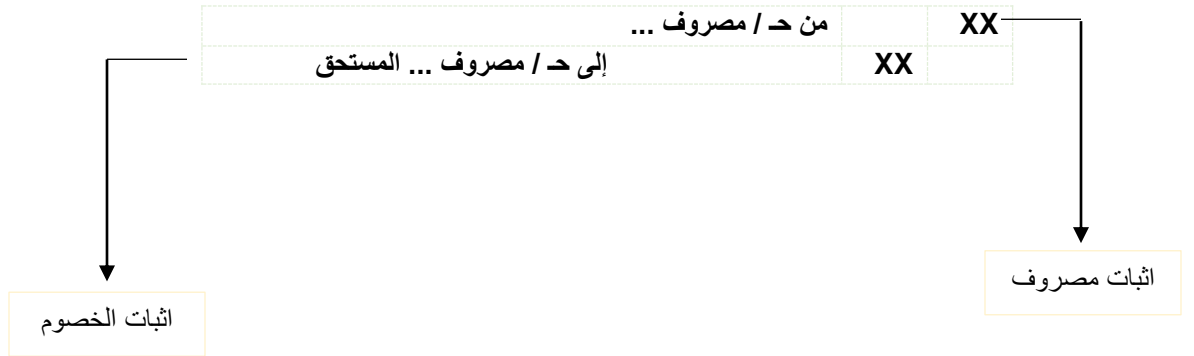 XX من حـ / مصروف ...
XX إلى حـ / مصروف ... المستحق
اثبات مصروف
اثبات الخصوم